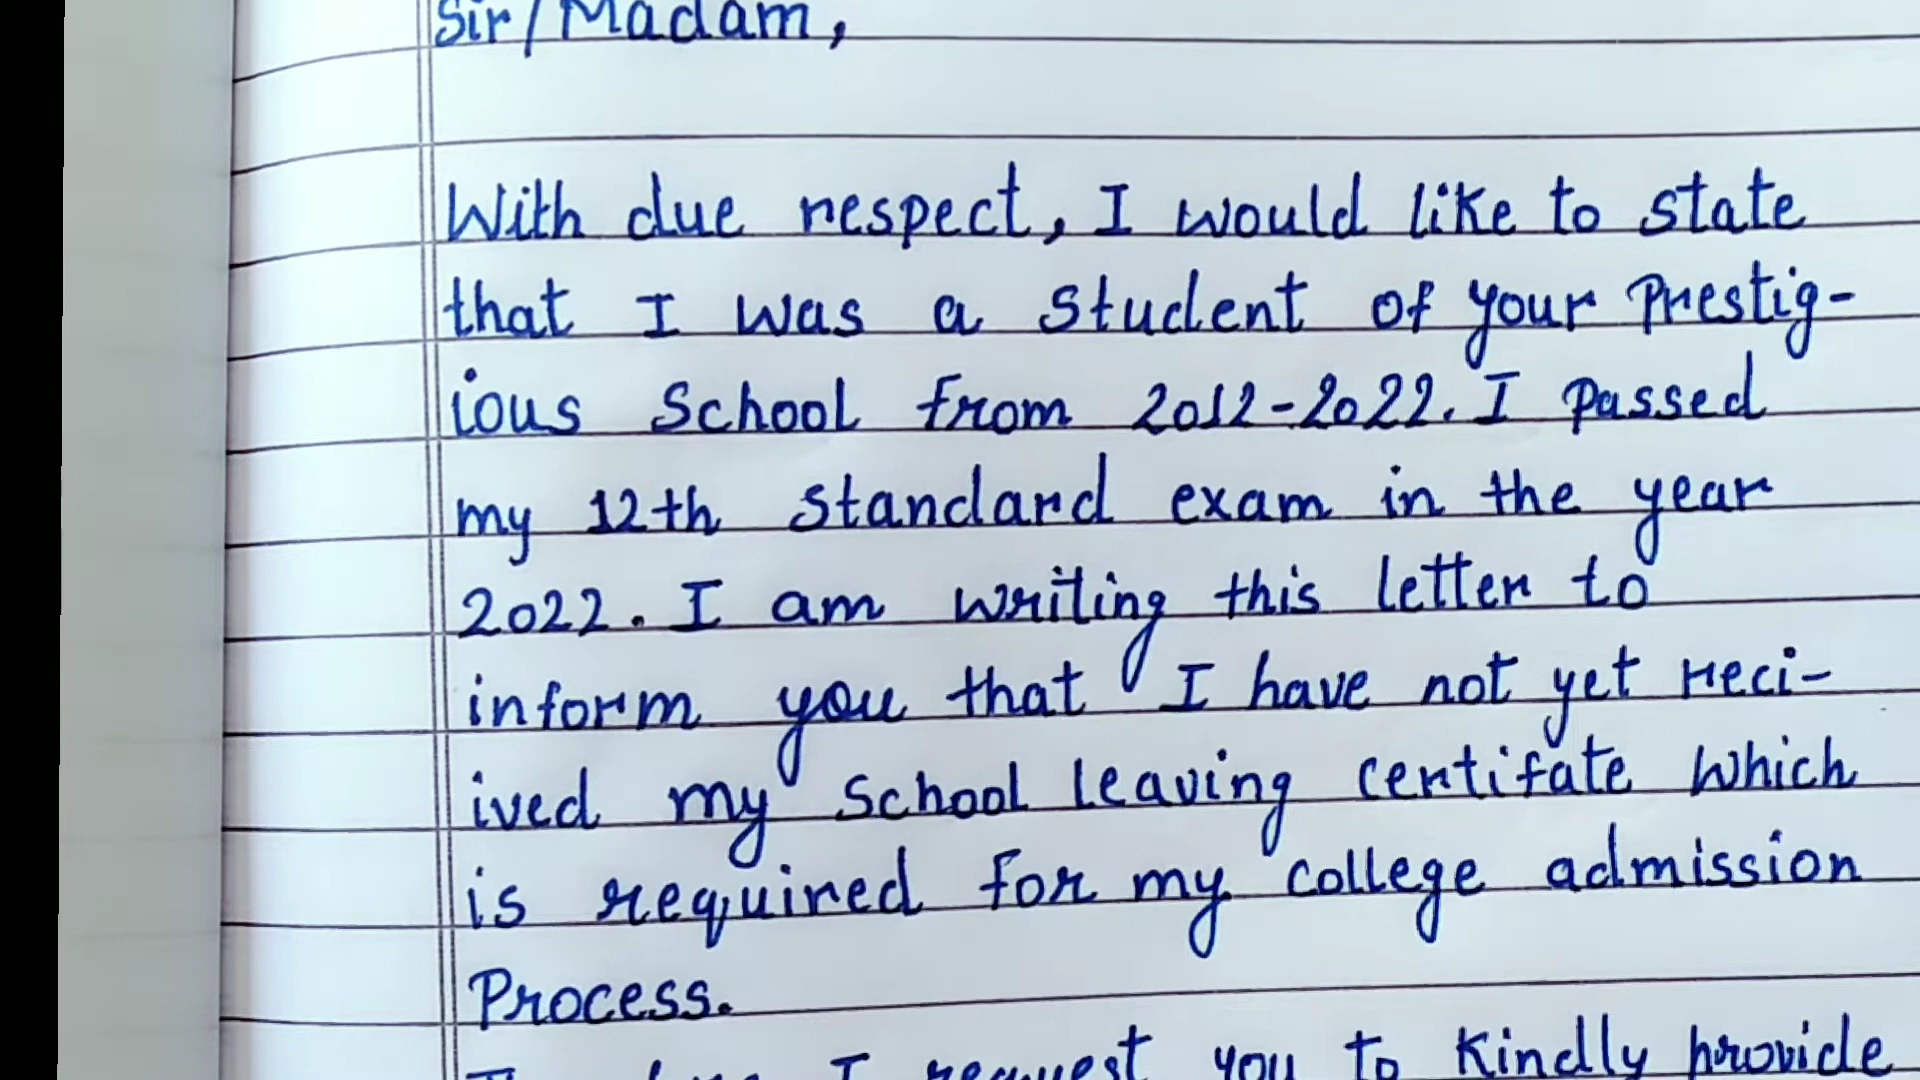 Sir/Madam,
With due respect, I would like to state
that I was a student of your Prestig-
ious School from 2012-2022. I Passed
my 12th standard exam in the year
2022. I am writing this letter to
inform you that I have not yet reci-
ived my school leaving certifate which
is required for my college admission
Process.
I request you to kindly provide